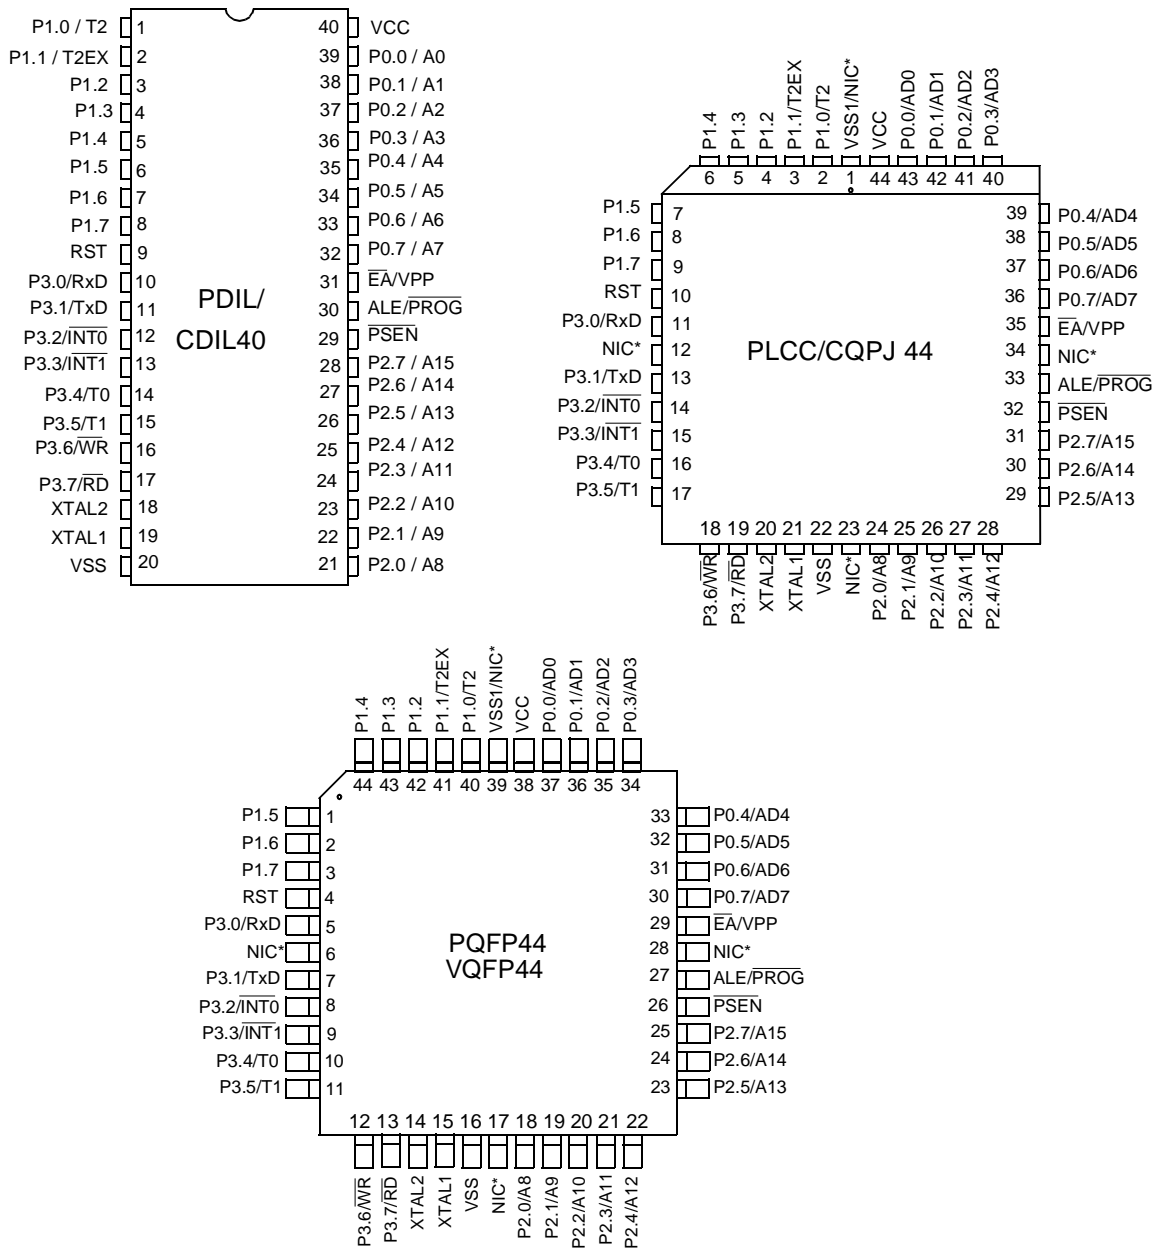 P1.0 / T2 1 40 VCC
P1.1 / T2EX 2 39 P0.0 / A0
P1.2 3 38 P0.1 / A1
P1.3 4 37 P0.2 / A2
P1.4 5 36 P0.3 / A3
P1.5 6 35 P0.4 / A4
P1.6 7 34 P0.5 / A5
P1.7 8 33 P0.6 / A6
RST 9 32 P0.7 / A7
P3.0/RxD 10 31 EA/VPP
P3.1/TxD 11 30 ALE/PROG
P3.2/INT0 12 29 PSEN
P3.3/INT1 13 28 P2.7 / A15
P3.4/T0 14 27 P2.6 / A14
P3.5/T1 15 26 P2.5 / A13
P3.6/WR 16 25 P2.4 / A12
P3.7/RD 17 24 P2.3 / A11
XTAL2 18 23 P2.2 / A10
XTAL1 19 22 P2.1 / A9
VSS 20 21 P2.0 / A8
PDIL/
CDIL40
P1.4 P1.3 P1.2 P1.1/T2EX P1.0/T2 VSS1/NIC* VCC P0.0/AD0 P0.1/AD1 P0.2/AD2 P0.3/AD3
6 5 4 3 2 1 44 43 42 41 40
P1.5 7 39 P0.4/AD4
P1.6 8 38 P0.5/AD5
P1.7 9 37 P0.6/AD6
RST 10 36 P0.7/AD7
P3.0/RxD 11 35 EA/VPP
NIC* 12 34 NIC*
P3.1/TxD 13 33 ALE/PROG
P3.2/INT0 14 32 PSEN
P3.3/INT1 15 31 P2.7/A15
P3.4/T0 16 30 P2.6/A14
P3.5/T1 17 29 P2.5/A13
PLCC/CQPJ 44
18 19 20 21 22 23 24 25 26 27 28
P3.6/WR P3.7/RD XTAL2 XTAL1 VSS NIC* P2.0/A8 P2.1/A9 P2.2/A10 P2.3/A11 P2.4/A12
P1.4 P1.3 P1.2 P1.1/T2EX P1.0/T2 VSS1/NIC* VCC P0.0/AD0 P0.1/AD1 P0.2/AD2 P0.3/AD3
44 43 42 41 40 39 38 37 36 35 34
P1.5 1 33 P0.4/AD4
P1.6 2 32 P0.5/AD5
P1.7 3 31 P0.6/AD6
RST 4 30 P0.7/AD7
P3.0/RxD 5 29 EA/VPP
NIC* 6 28 NIC*
P3.1/TxD 7 27 ALE/PROG
P3.2/INT0 8 26 PSEN
P3.3/INT1 9 25 P2.7/A15
P3.4/T0 10 24 P2.6/A14
P3.5/T1 11 23 P2.5/A13
PQFP44
VQFP44
12 13 14 15 16 17 18 19 20 21 22
P3.6/WR P3.7/RD XTAL2 XTAL1 VSS NIC* P2.0/A8 P2.1/A9 P2.2/A10 P2.3/A11 P2.4/A12